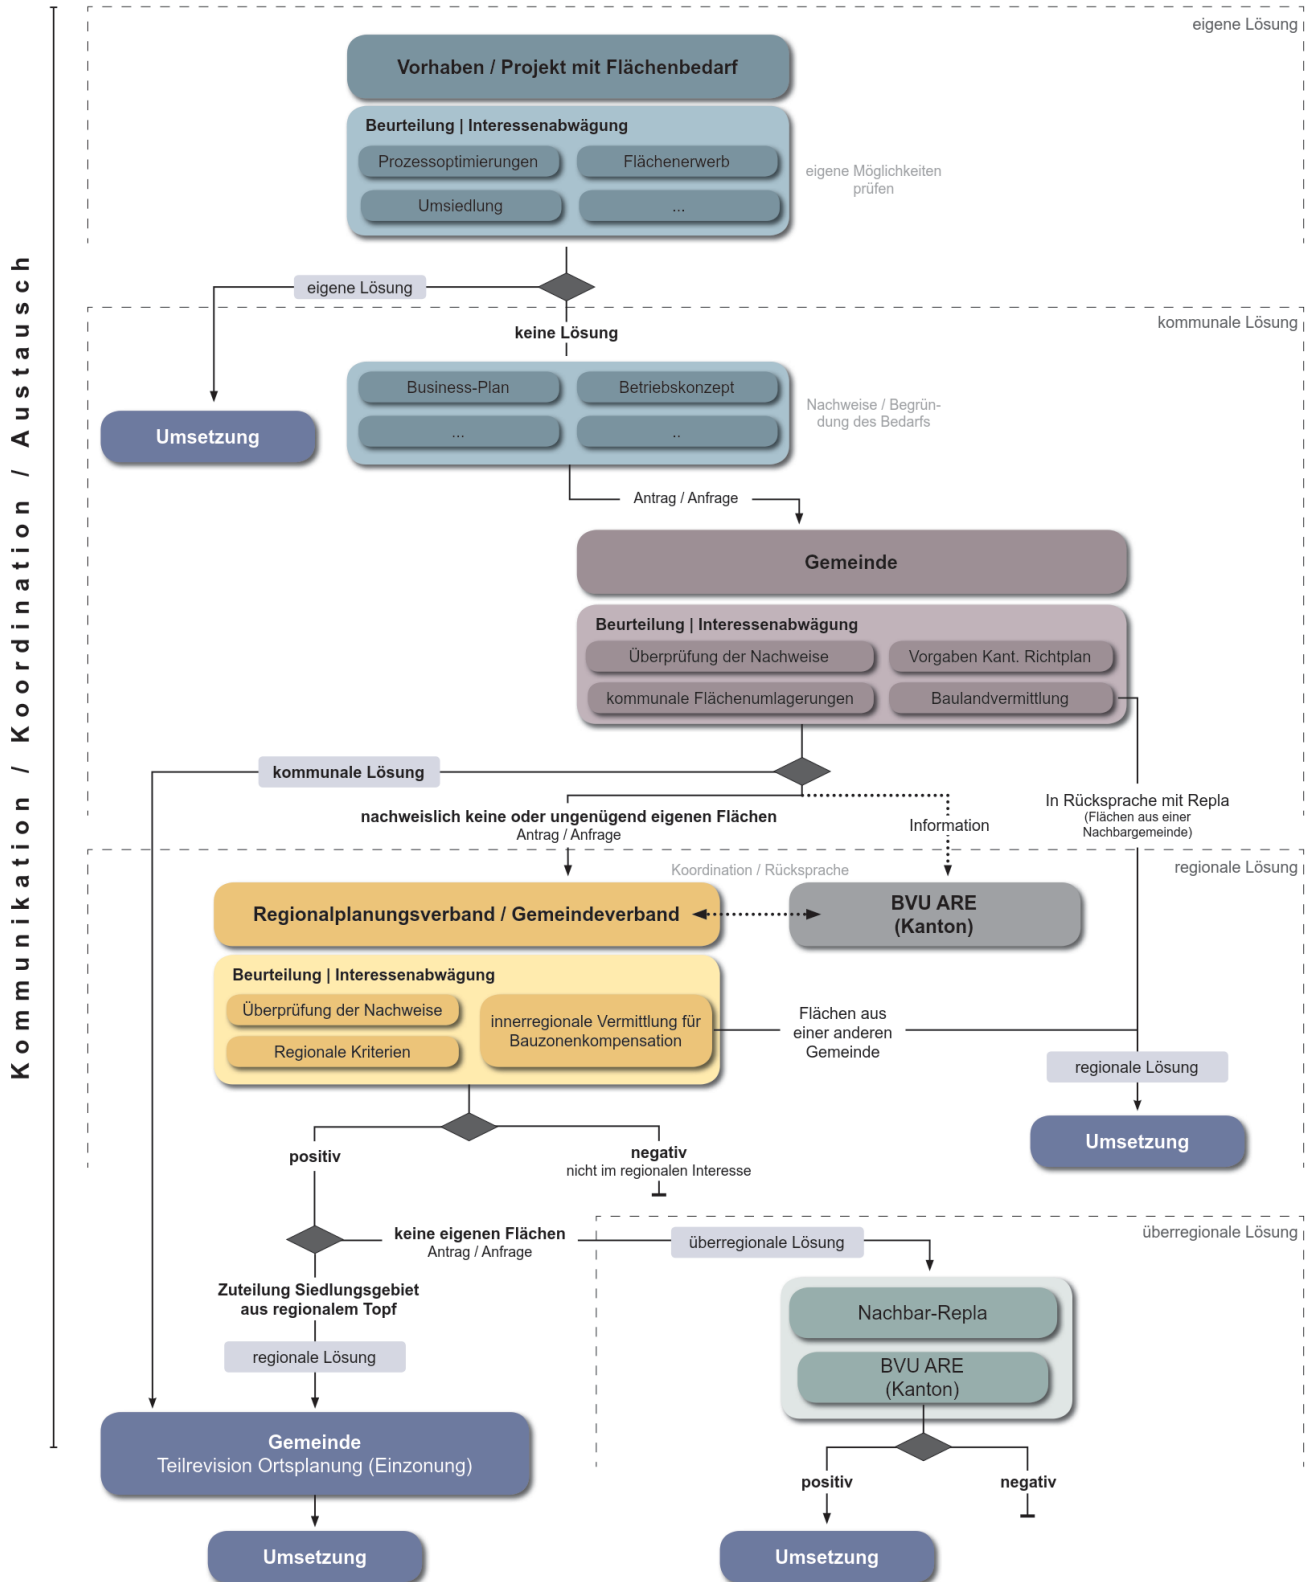 Kommunikation / Koordination / Austausch
eigene Lösung
Vorhaben / Projekt mit Flächenbedarf
Beurteilung | Interessenabwägung
Prozessoptimierungen
Flächenerwerb
Umsiedlung
...
eigene Möglichkeiten
prüfen
eigene Lösung
keine Lösung
kommunale Lösung
Umsetzung
Business-Plan
Betriebskonzept
...
..
Nachweise / Begrün-
dung des Bedarfs
Antrag / Anfrage
Gemeinde
Beurteilung | Interessenabwägung
Überprüfung der Nachweise
Vorgaben Kant. Richtplan
kommunale Flächenumlagerungen
Baulandvermittlung
kommunale Lösung
nachweislich keine oder ungenügend eigenen Flächen
Antrag / Anfrage
Information
In Rücksprache mit Repla
(Flächen aus einer
Nachbargemeinde)
regionale Lösung
Koordination / Rücksprache
Regionalplanungsverband / Gemeindeverband
BVU ARE
(Kanton)
Beurteilung | Interessenabwägung
Überprüfung der Nachweise
Regionale Kriterien
innerregionale Vermittlung für
Bauzonenkompensation
Flächen aus
einer anderen
Gemeinde
regionale Lösung
Umsetzung
positiv
negativ
nicht im regionalen Interesse
keine eigenen Flächen
Antrag / Anfrage
überregionale Lösung
überregionale Lösung
Zuteilung Siedlungsgebiet
aus regionalem Topf
regionale Lösung
Nachbar-Repla
BVU ARE
(Kanton)
Gemeinde
Teilrevision Ortsplanung (Einzonung)
positiv
negativ
Umsetzung
Umsetzung